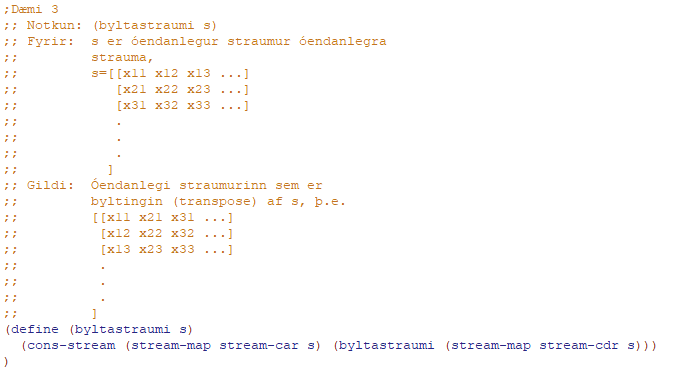 ;Dæmi 3
;; Notkun: (byltastraumi s)
;; Fyrir:  s er óendanlegur straumur óendanlegra
;;         strauma,
;;         s=[[x11 x12 x13 ...]
;;            [x21 x22 x23 ...]
;;            [x31 x32 x33 ...]
;;            .
;;            .
;;            .
;;           ]
;; Gildi:  Óendanlegi straumurinn sem er
;;         byltingin (transpose) af s, þ.e.
;;         [[x11 x21 x31 ...]
;;          [x12 x22 x32 ...]
;;          [x13 x23 x33 ...]
;;          .
;;          .
;;          .
;;         ]
(define (byltastraumi s)
  (cons-stream (stream-map stream-car s) (byltastraumi (stream-map stream-cdr s)))
)